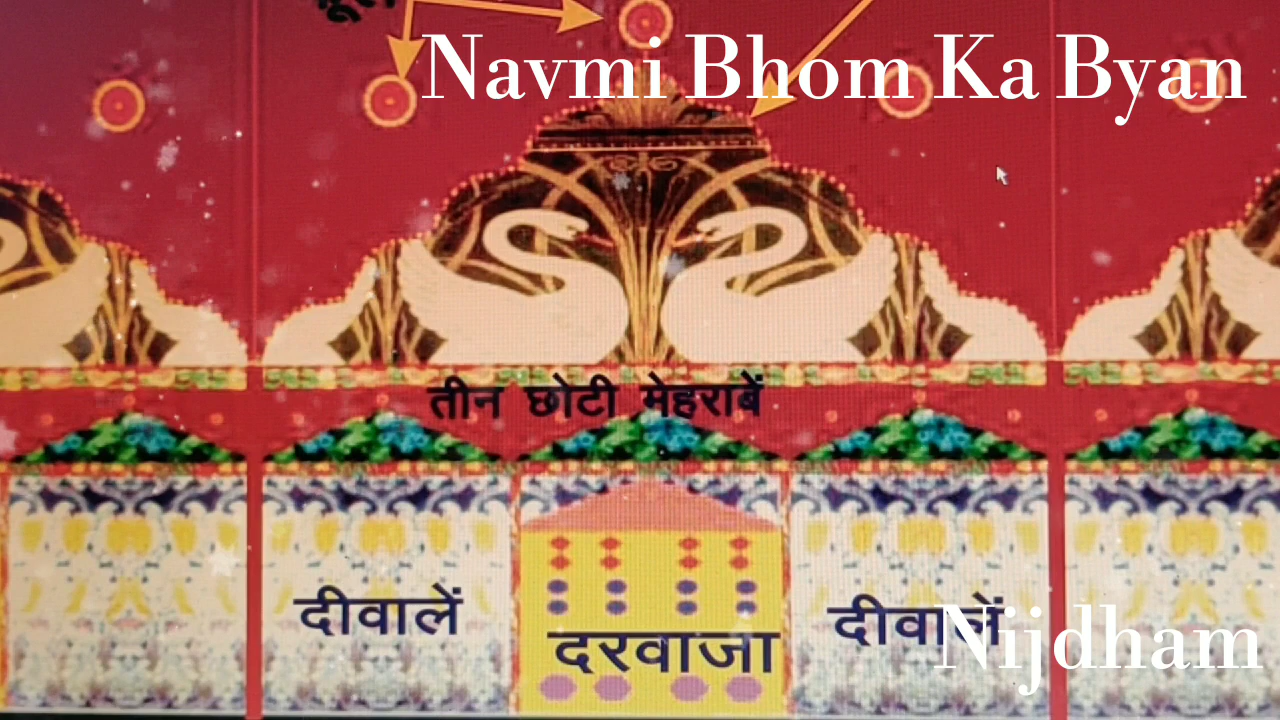 Navmi Bhom Ka Byan
तीन छोटी मेहराबें
दीवालें
दरवाजा
दीवालें
Nijdham